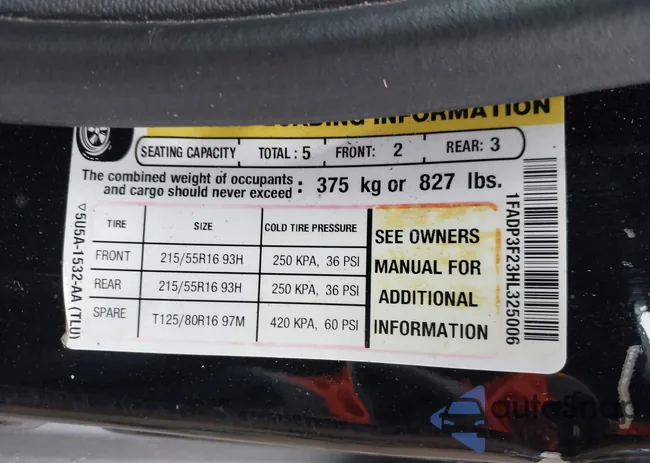 INFORMATION
SEATING CAPACITY TOTAL : 5 FRONT: 2 REAR: 3
The combined weight of occupants
and cargo should never exceed : 375 kg or 827 lbs.
TIRE SIZE COLD TIRE PRESSURE
FRONT 215/55R16 93H 250 KPA, 36 PSI
REAR 215/55R16 93H 250 KPA, 36 PSI
SPARE T125/80R16 97M 420 KPA, 60 PSI
SEE OWNERS
MANUAL FOR
ADDITIONAL
INFORMATION
▽5U5A-1532-AA (TLU)
1FADP3F23HL325006
autoSna